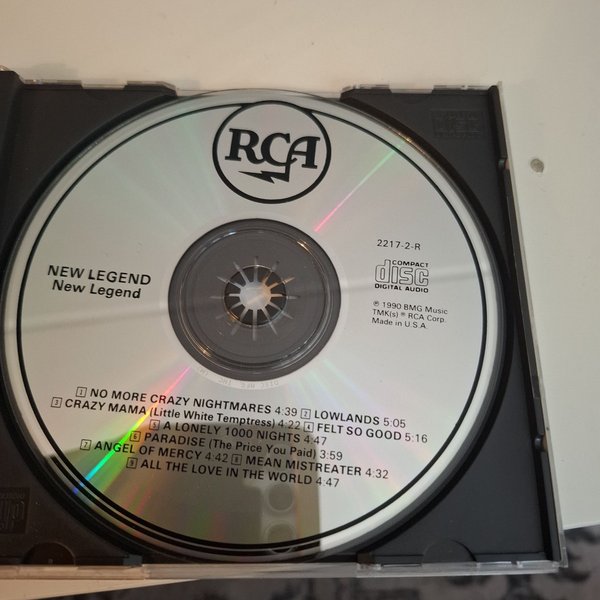 RCA
2217-2-R
COMPACT
disc
DIGITAL AUDIO
NEW LEGEND
New Legend
℗ 1990 BMG Music
TMK(s) ® RCA Corp.
Made in U.S.A.
1 NO MORE CRAZY NIGHTMARES 4:39 2 LOWLANDS 5:05
3 CRAZY MAMA (Little White Temptress) 4:22 4 FELT SO GOOD 5:16
5 A LONELY 1000 NIGHTS 4:47
6 PARADISE (The Price You Paid) 3:59
7 ANGEL OF MERCY 4:42 8 MEAN MISTREATER 4:32
9 ALL THE LOVE IN THE WORLD 4:47